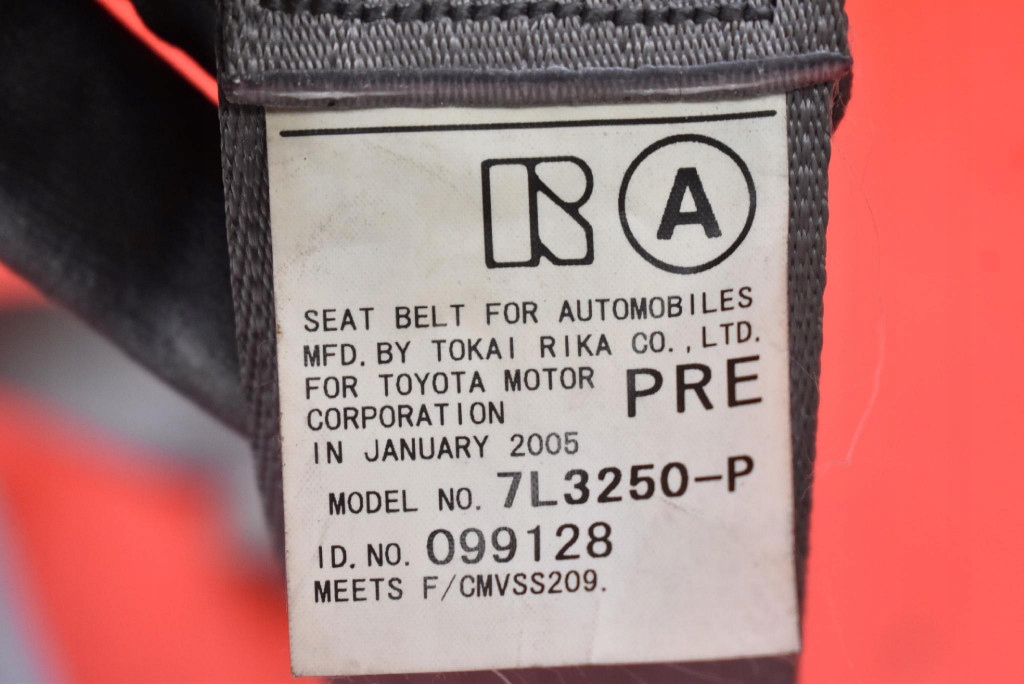 R A
SEAT BELT FOR AUTOMOBILES
MFD. BY TOKAI RIKA CO., LTD.
FOR TOYOTA MOTOR PRE
CORPORATION
IN JANUARY 2005
MODEL NO. 7L3250-P
ID. NO. 099128
MEETS F/CMVSS209.